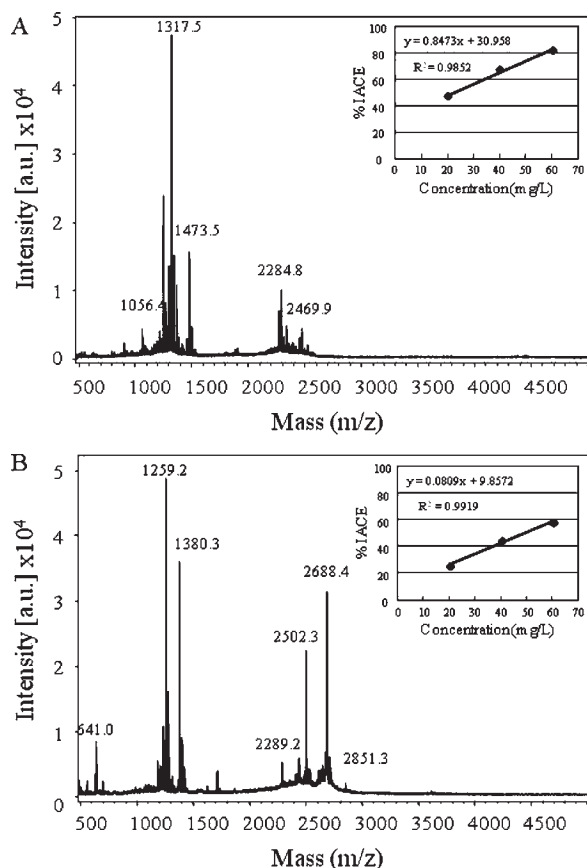 A
Intensity [a.u.] x10⁴
5
4
3
2
1
0
1317.5
1473.5
1056.4
2284.8
2469.9
500 1000 1500 2000 2500 3000 3500 4000 4500
Mass (m/z)
% IACE
100
80
60
40
20
0
y = 0.8473x + 30.958
R² = 0.9852
0 10 20 30 40 50 60 70
Concentration(mg/L)
B
Intensity [a.u.] x10⁴
5
4
3
2
1
0
1259.2
1380.3
2688.4
2502.3
641.0
2289.2
2851.3
500 1000 1500 2000 2500 3000 3500 4000 4500
Mass (m/z)
% IACE
100
80
60
40
20
0
y = 0.0809x + 9.8572
R² = 0.9919
0 10 20 30 40 50 60 70
Concentration(mg/L)